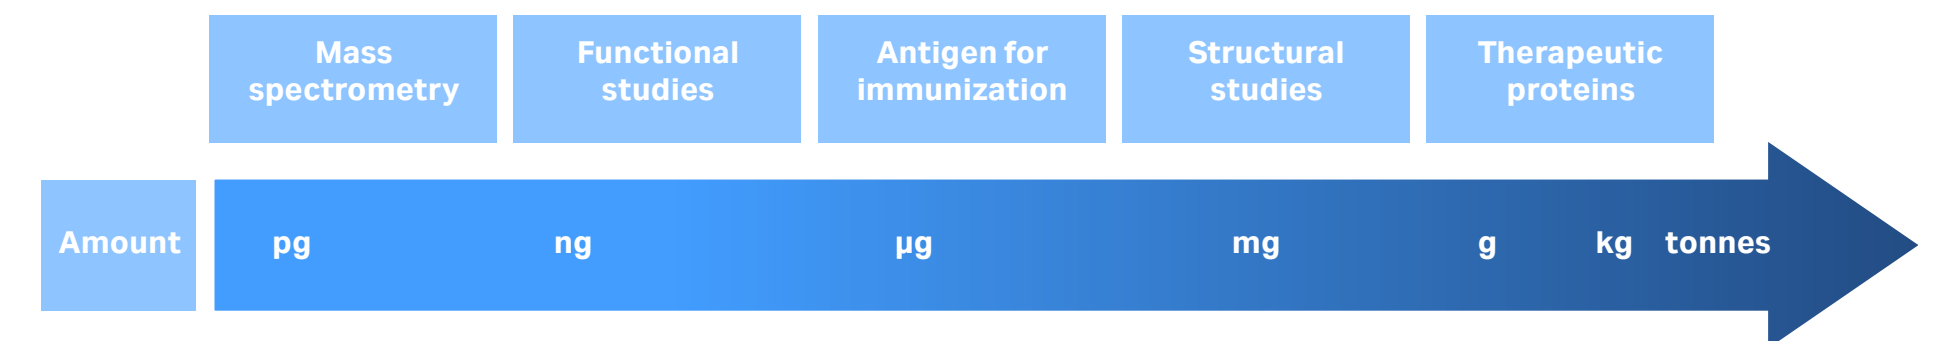 Mass
spectrometry
Functional
studies
Antigen for
immunization
Structural
studies
Therapeutic
proteins
Amount
pg
ng
µg
mg
g
kg
tonnes